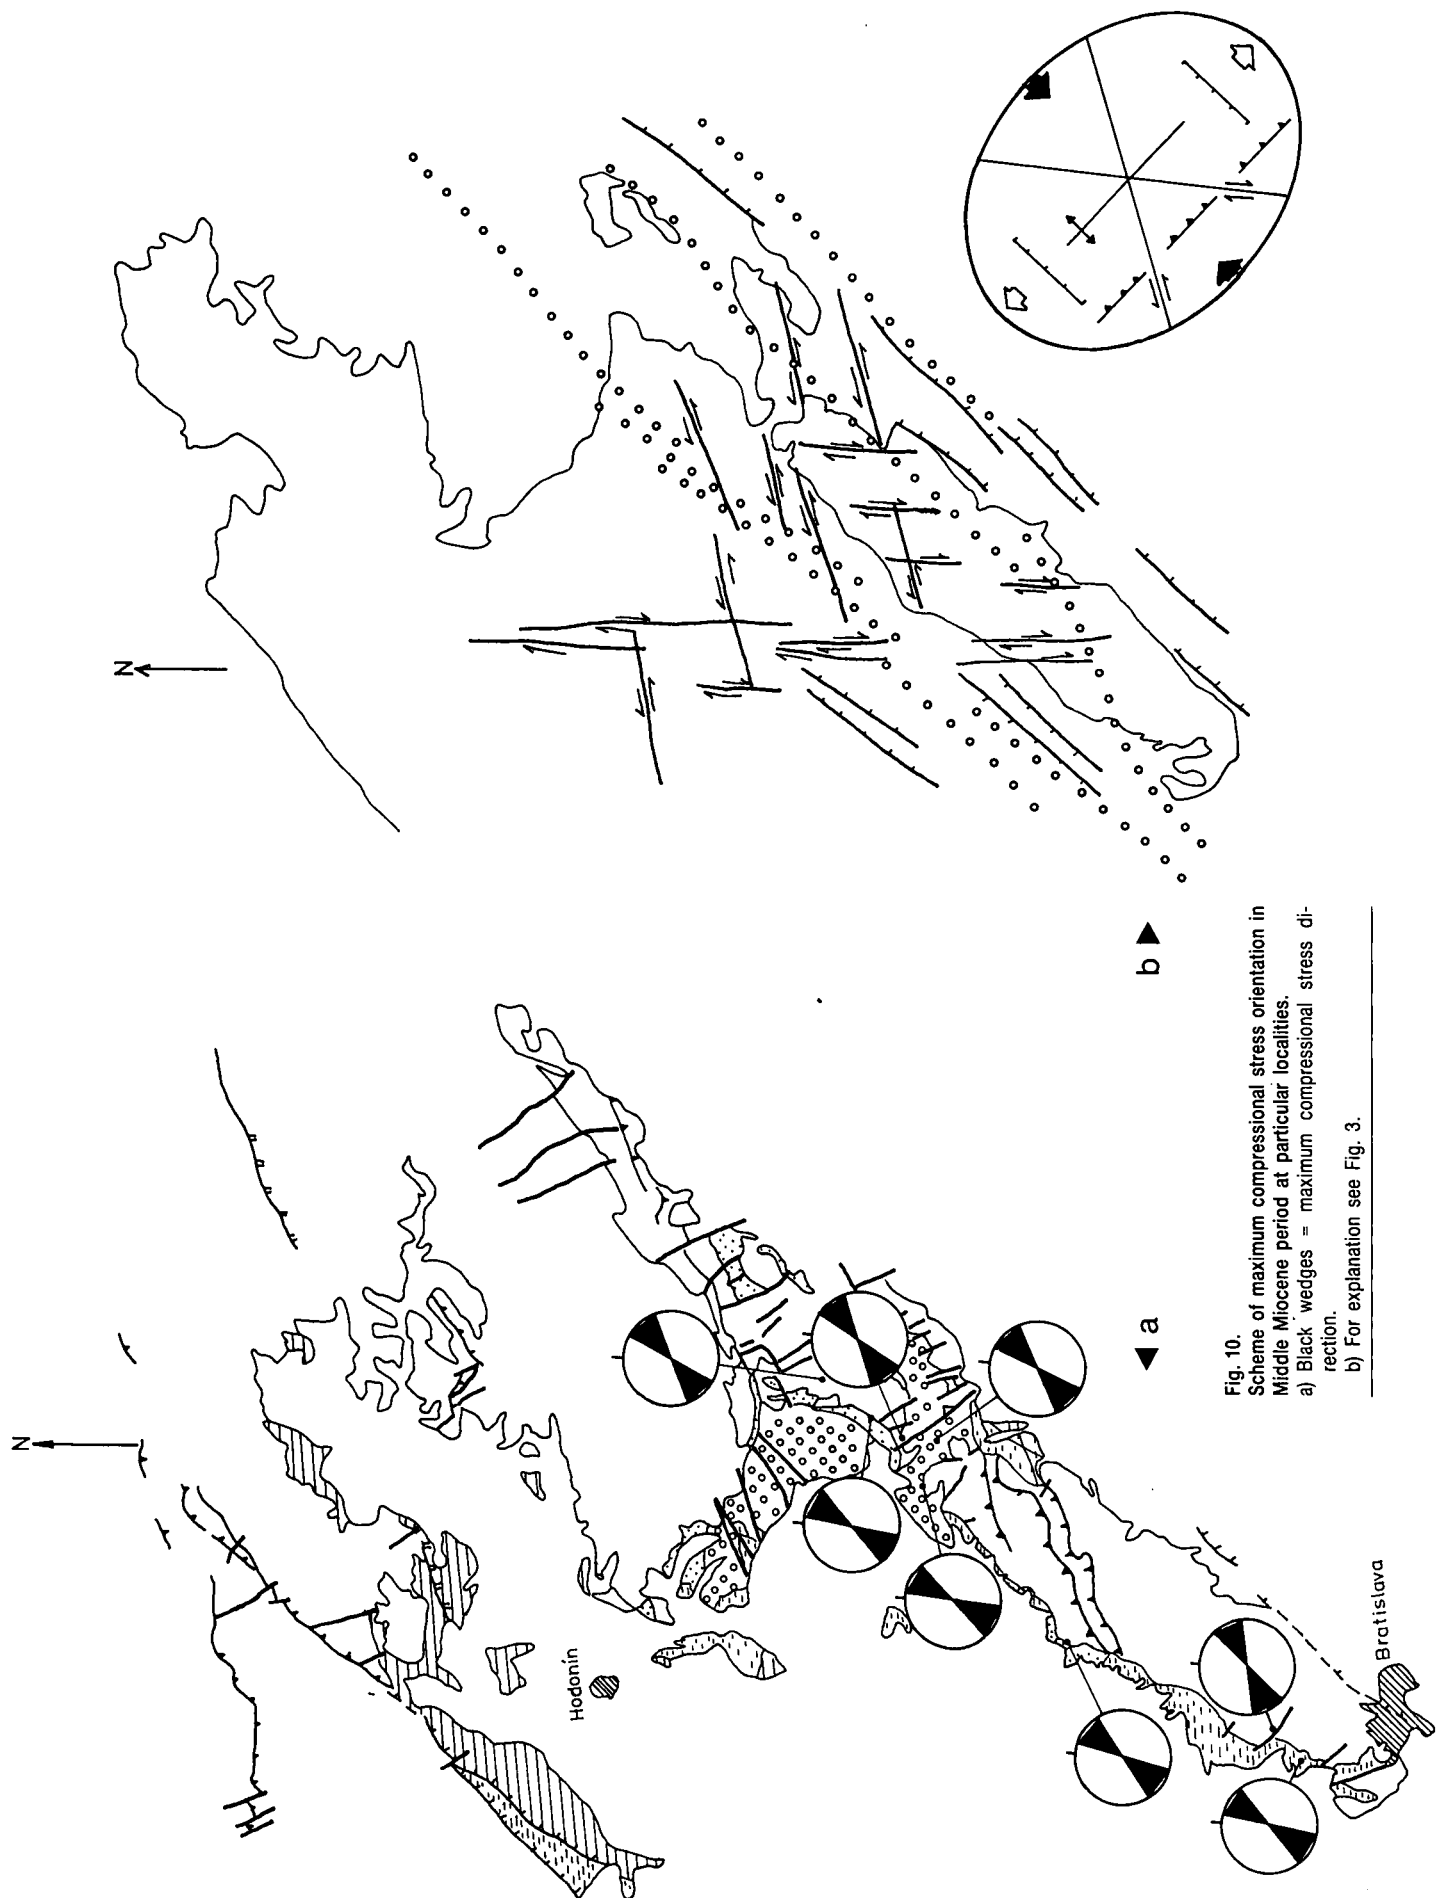 N
N
Hodonín
Bratislava
a
b
Fig. 10.
Scheme of maximum compressional stress orientation in
Middle Miocene period at particular localities.
a) Black wedges = maximum compressional stress di-
rection.
b) For explanation see Fig. 3.